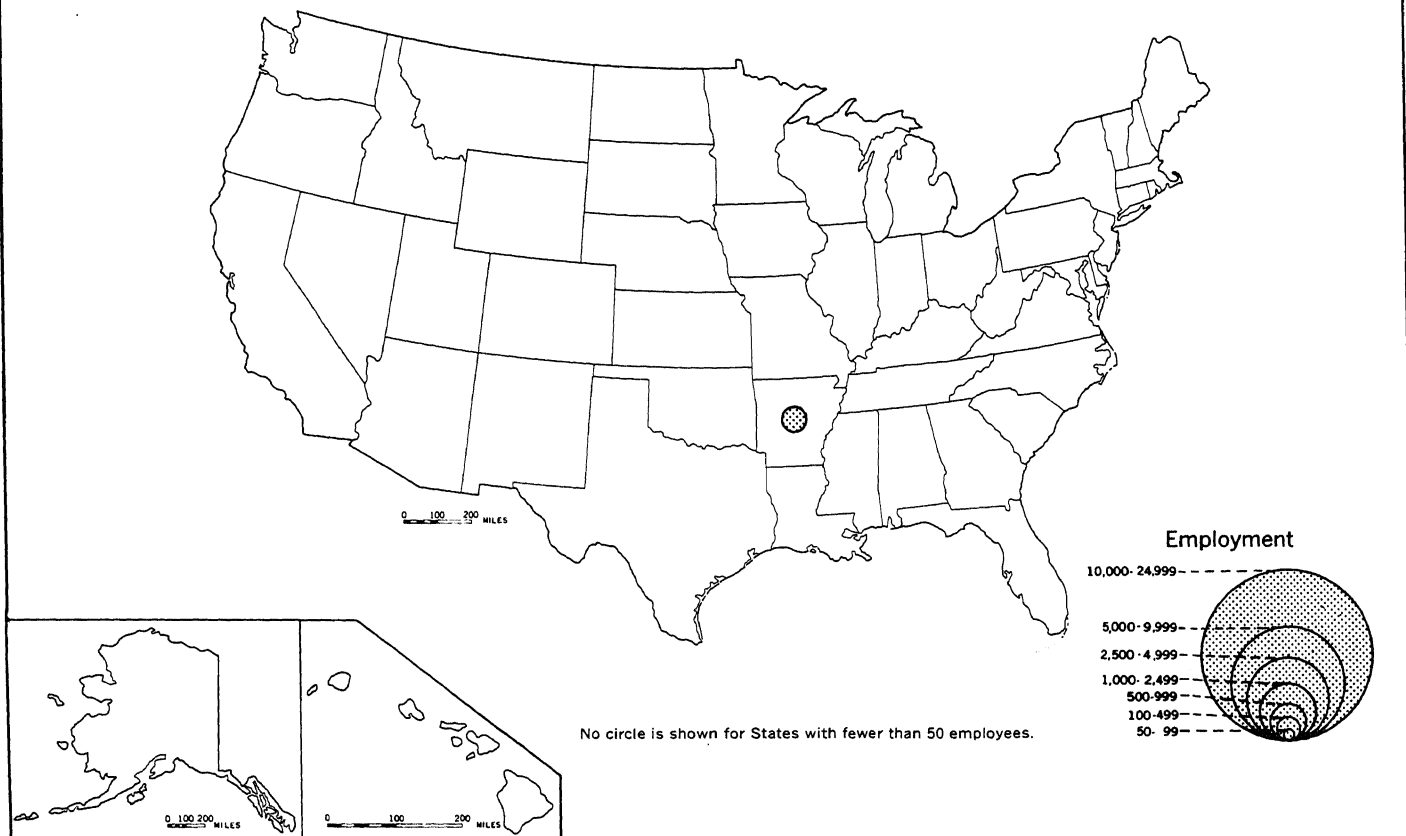 0 100 200 MILES
Employment
10,000-24,999
5,000-9,999
2,500-4,999
1,000-2,499
500-999
100-499
50-99
No circle is shown for States with fewer than 50 employees.
0 100 200 MILES
0 100 200 MILES